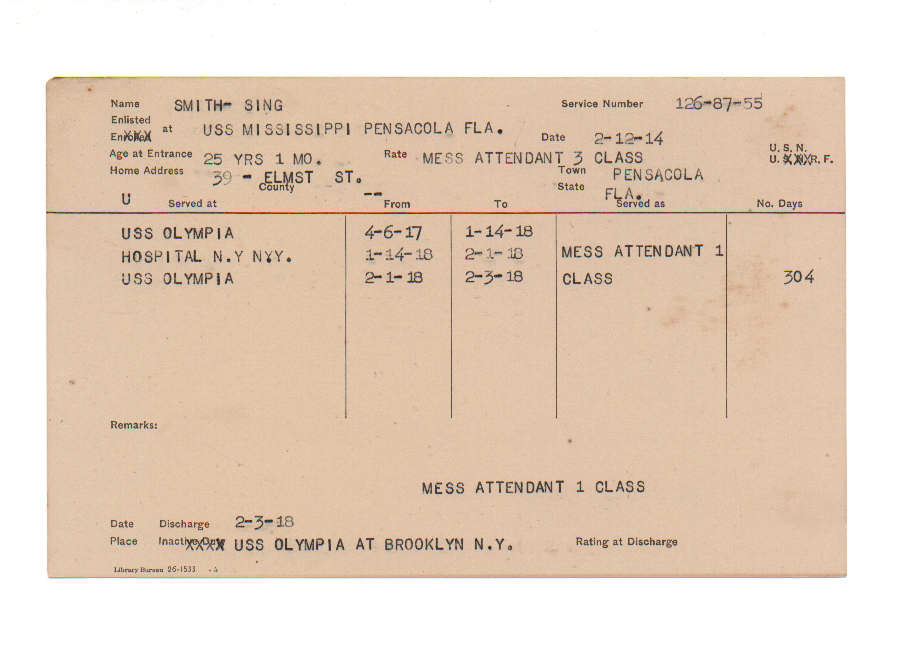 Name SMITH- SING Service Number 126-87-55
Enlisted
Enrolled at USS MISSISSIPPI PENSACOLA FLA. Date 2-12-14
Age at Entrance 25 YRS 1 MO. Rate MESS ATTENDANT 3 CLASS U. S. N.
U. S. N. R. F.
Home Address 39 - ELMST ST. Town PENSACOLA
County -- State FLA.
U Served at From To Served as No. Days
USS OLYMPIA 4-6-17 1-14-18
HOSPITAL N.Y NYY. 1-14-18 2-1-18 MESS ATTENDANT 1
USS OLYMPIA 2-1-18 2-3-18 CLASS 304
Remarks:
MESS ATTENDANT 1 CLASS
Date Discharge 2-3-18
Place Inactive Duty USS OLYMPIA AT BROOKLYN N.Y. Rating at Discharge
Library Bureau 26-1533